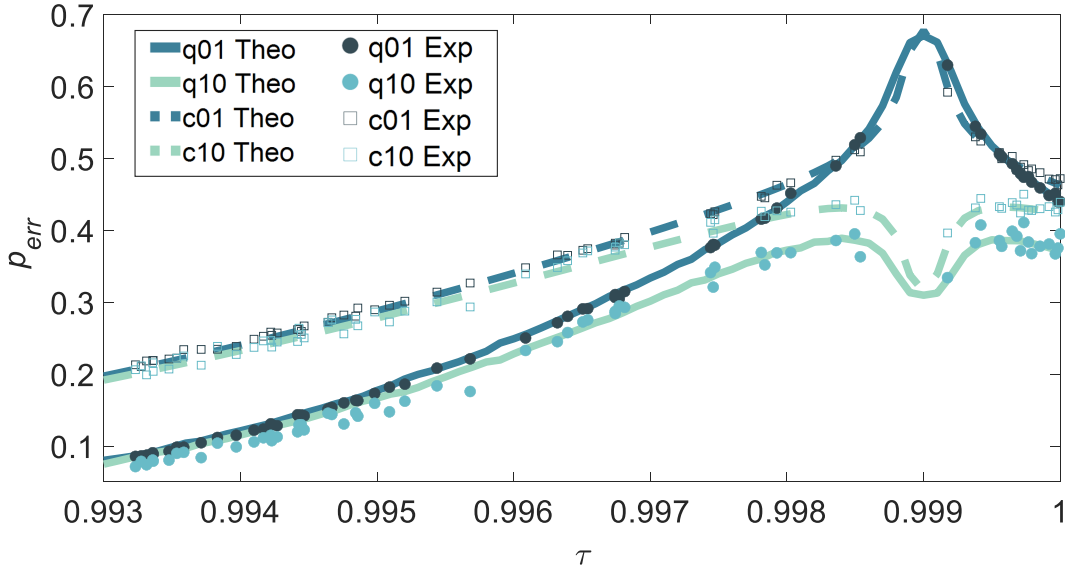 0.7
0.6
0.5
0.4
0.3
0.2
0.1
p_err
q01 Theo
q10 Theo
c01 Theo
c10 Theo
q01 Exp
q10 Exp
c01 Exp
c10 Exp
0.993 0.994 0.995 0.996 0.997 0.998 0.999 1
τ